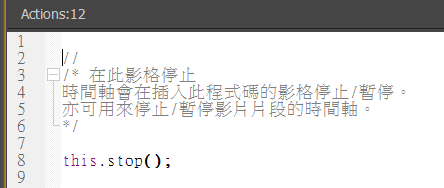 Actions:12
1
2 //
3 /* 在此影格停止
4 時間軸會在插入此程式碼的影格停止/暫停。
5 亦可用來停止/暫停影片片段的時間軸。
6 */
7
8 this.stop();
9